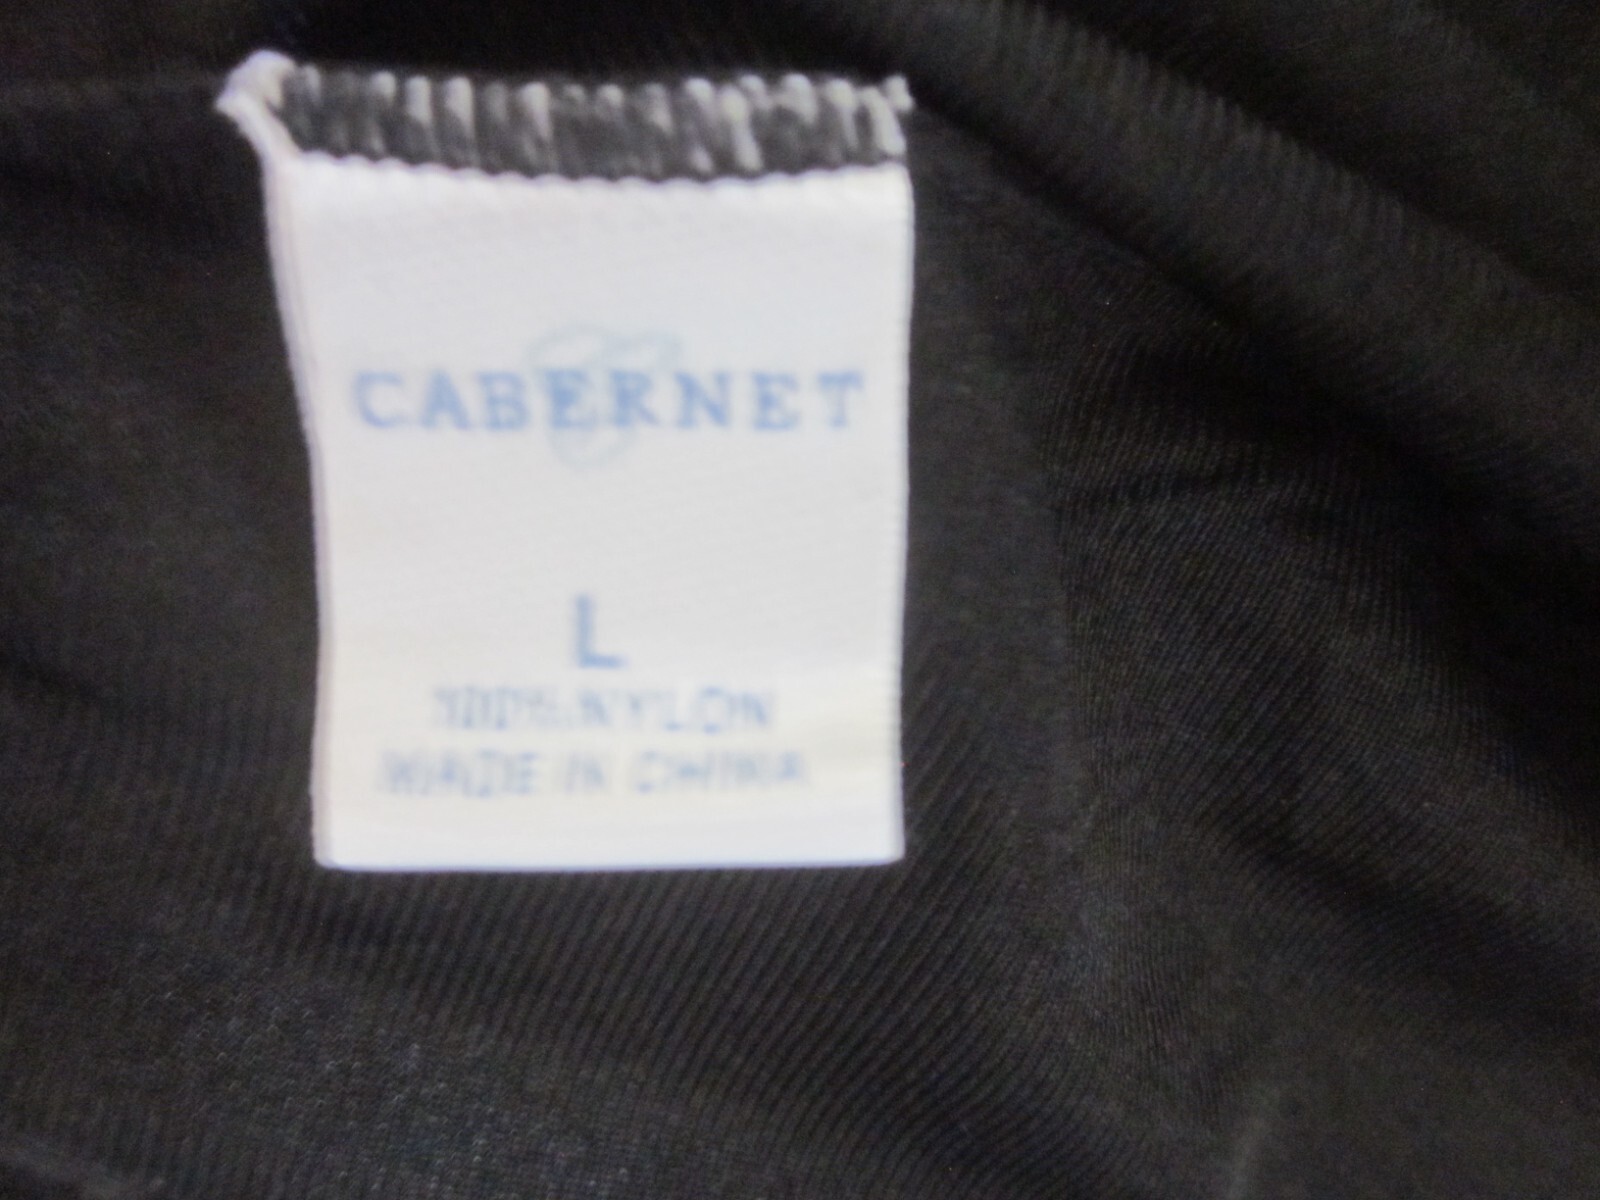 CABERNET
L
100% NYLON
MADE IN CHINA